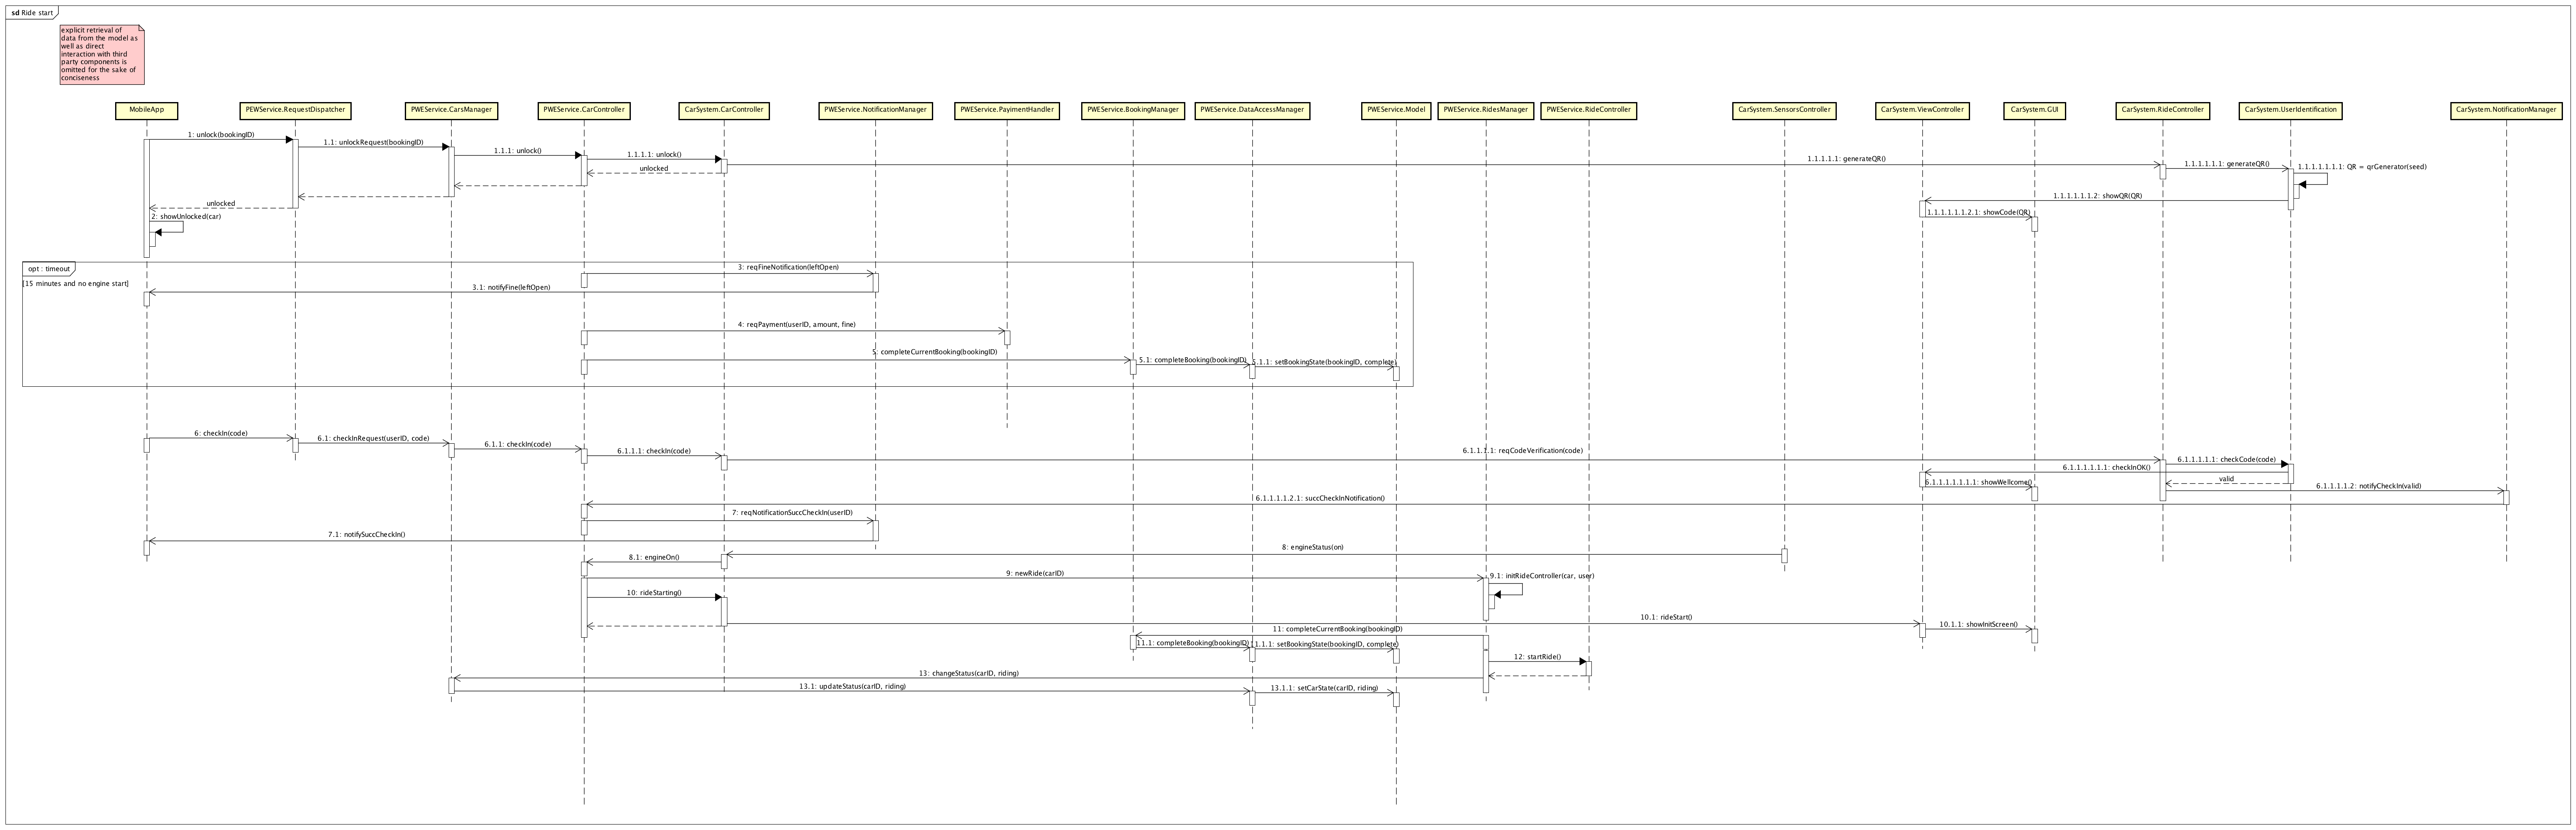 sd Ride start
explicit retrieval of
data from the model as
well as direct
interaction with third
party components is
omitted for the sake of
conciseness
MobileApp
PEWService.RequestDispatcher
PWEService.CarsManager
PWEService.CarController
CarSystem.CarController
PWEService.NotificationManager
PWEService.PaymentHandler
PWEService.BookingManager
PWEService.DataAccessManager
PWEService.Model
PWEService.RidesManager
PWEService.RideController
CarSystem.SensorsController
CarSystem.ViewController
CarSystem.GUI
CarSystem.RideController
CarSystem.UserIdentification
CarSystem.NotificationManager
1: unlock(bookingID)
1.1: unlockRequest(bookingID)
1.1.1: unlock()
1.1.1.1: unlock()
1.1.1.1.1: generateQR()
1.1.1.1.1.1: generateQR()
1.1.1.1.1.1.1: QR = qrGenerator(seed)
unlocked
1.1.1.1.1.1.2: showQR(QR)
unlocked
1.1.1.1.1.1.2.1: showCode(QR)
2: showUnlocked(car)
opt : timeout
[15 minutes and no engine start]
3: reqFineNotification(leftOpen)
3.1: notifyFine(leftOpen)
4: reqPayment(userID, amount, fine)
5: completeCurrentBooking(bookingID)
5.1: completeBooking(bookingID)
5.1.1: setBookingState(bookingID, complete)
6: checkIn(code)
6.1: checkInRequest(userID, code)
6.1.1: checkIn(code)
6.1.1.1: checkIn(code)
6.1.1.1.1: reqCodeVerification(code)
6.1.1.1.1.1: checkCode(code)
6.1.1.1.1.1.1: checkInOK()
valid
6.1.1.1.1.1.1.1: showWellcome()
6.1.1.1.1.2: notifyCheckIn(valid)
6.1.1.1.1.2.1: succCheckInNotification()
7: reqNotificationSuccCheckIn(userID)
7.1: notifySuccCheckIn()
8: engineStatus(on)
8.1: engineOn()
9: newRide(carID)
9.1: initRideController(car, user)
10: rideStarting()
10.1: rideStart()
10.1.1: showInitScreen()
11: completeCurrentBooking(bookingID)
11.1: completeBooking(bookingID)
1.1.1: setBookingState(bookingID, complete)
12: startRide()
13: changeStatus(carID, riding)
13.1: updateStatus(carID, riding)
13.1.1: setCarState(carID, riding)